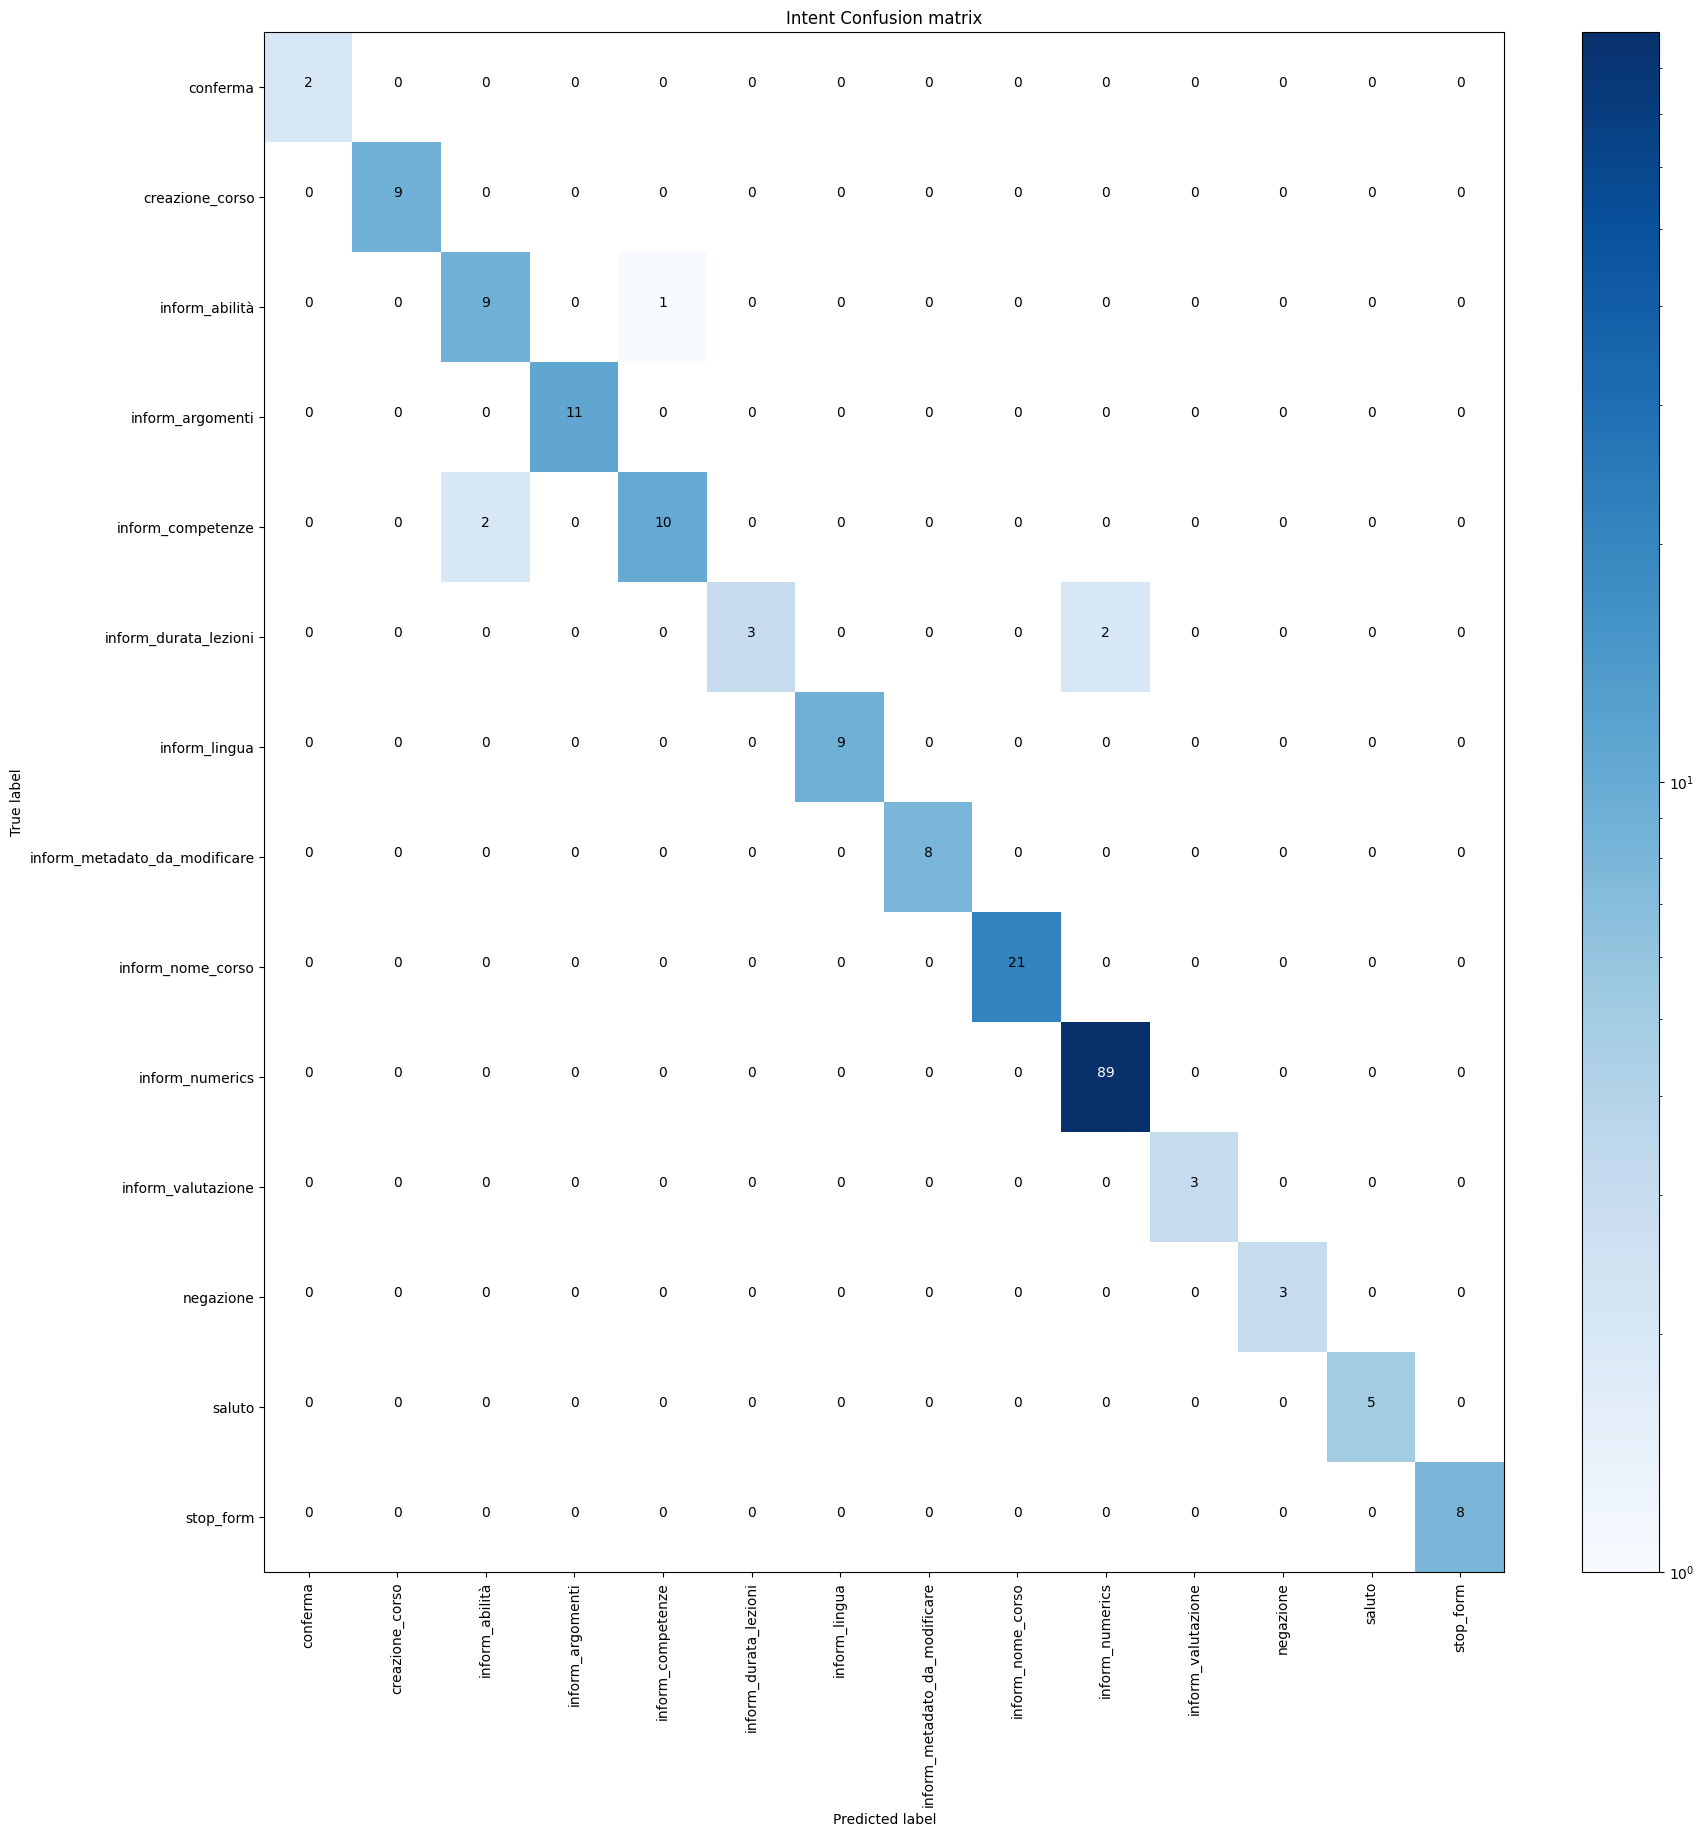 Intent Confusion matrix
conferma 2 0 0 0 0 0 0 0 0 0 0 0 0 0
creazione_corso 0 9 0 0 0 0 0 0 0 0 0 0 0 0
inform_abilità 0 0 9 0 1 0 0 0 0 0 0 0 0 0
inform_argomenti 0 0 0 11 0 0 0 0 0 0 0 0 0 0
inform_competenze 0 0 2 0 10 0 0 0 0 0 0 0 0 0
inform_durata_lezioni 0 0 0 0 0 3 0 0 0 2 0 0 0 0
inform_lingua 0 0 0 0 0 0 9 0 0 0 0 0 0 0
inform_metadato_da_modificare 0 0 0 0 0 0 0 8 0 0 0 0 0 0
inform_nome_corso 0 0 0 0 0 0 0 0 21 0 0 0 0 0
inform_numerics 0 0 0 0 0 0 0 0 0 89 0 0 0 0
inform_valutazione 0 0 0 0 0 0 0 0 0 0 3 0 0 0
negazione 0 0 0 0 0 0 0 0 0 0 0 3 0 0
saluto 0 0 0 0 0 0 0 0 0 0 0 0 5 0
stop_form 0 0 0 0 0 0 0 0 0 0 0 0 0 8
True label
conferma
creazione_corso
inform_abilità
inform_argomenti
inform_competenze
inform_durata_lezioni
inform_lingua
inform_metadato_da_modificare
inform_nome_corso
inform_numerics
inform_valutazione
negazione
saluto
stop_form
Predicted label
10¹
10⁰